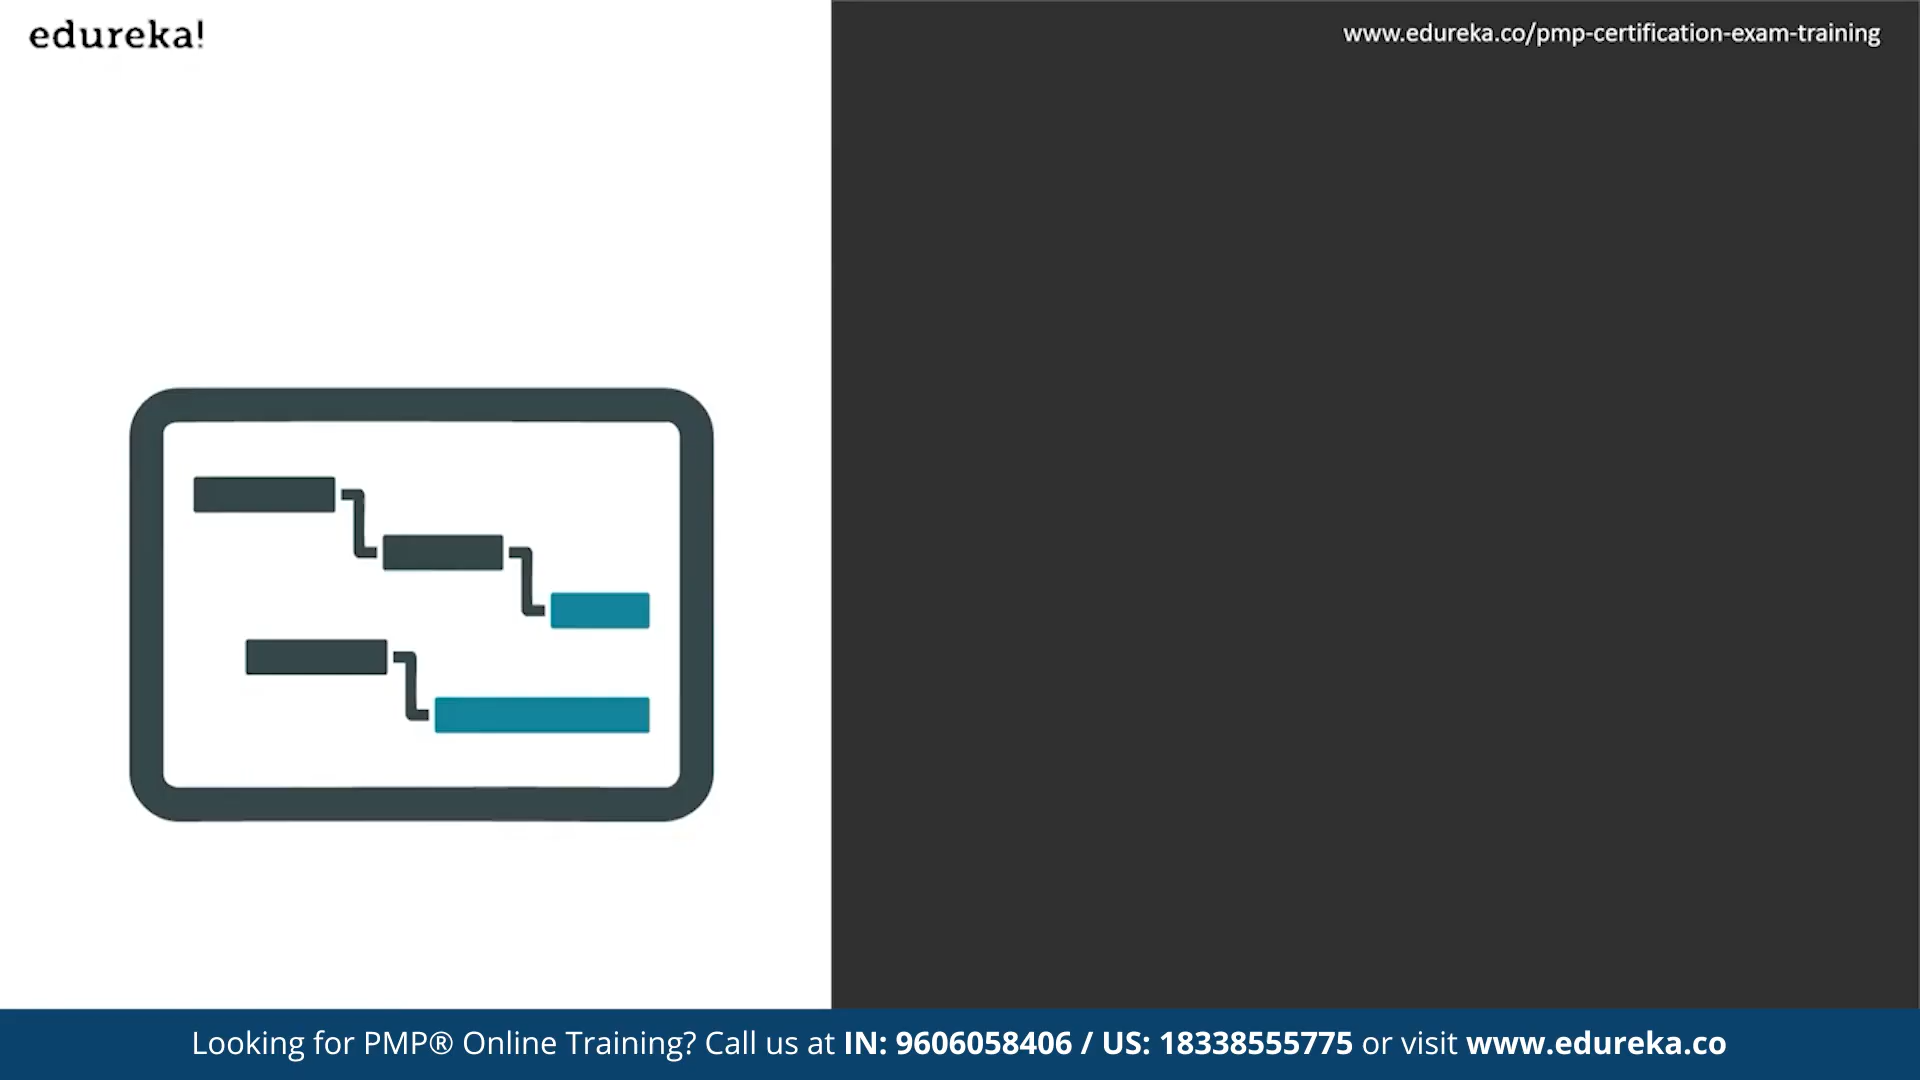 edureka!
www.edureka.co/pmp-certification-exam-training
Looking for PMP® Online Training? Call us at IN: 9606058406 / US: 18338555775 or visit www.edureka.co